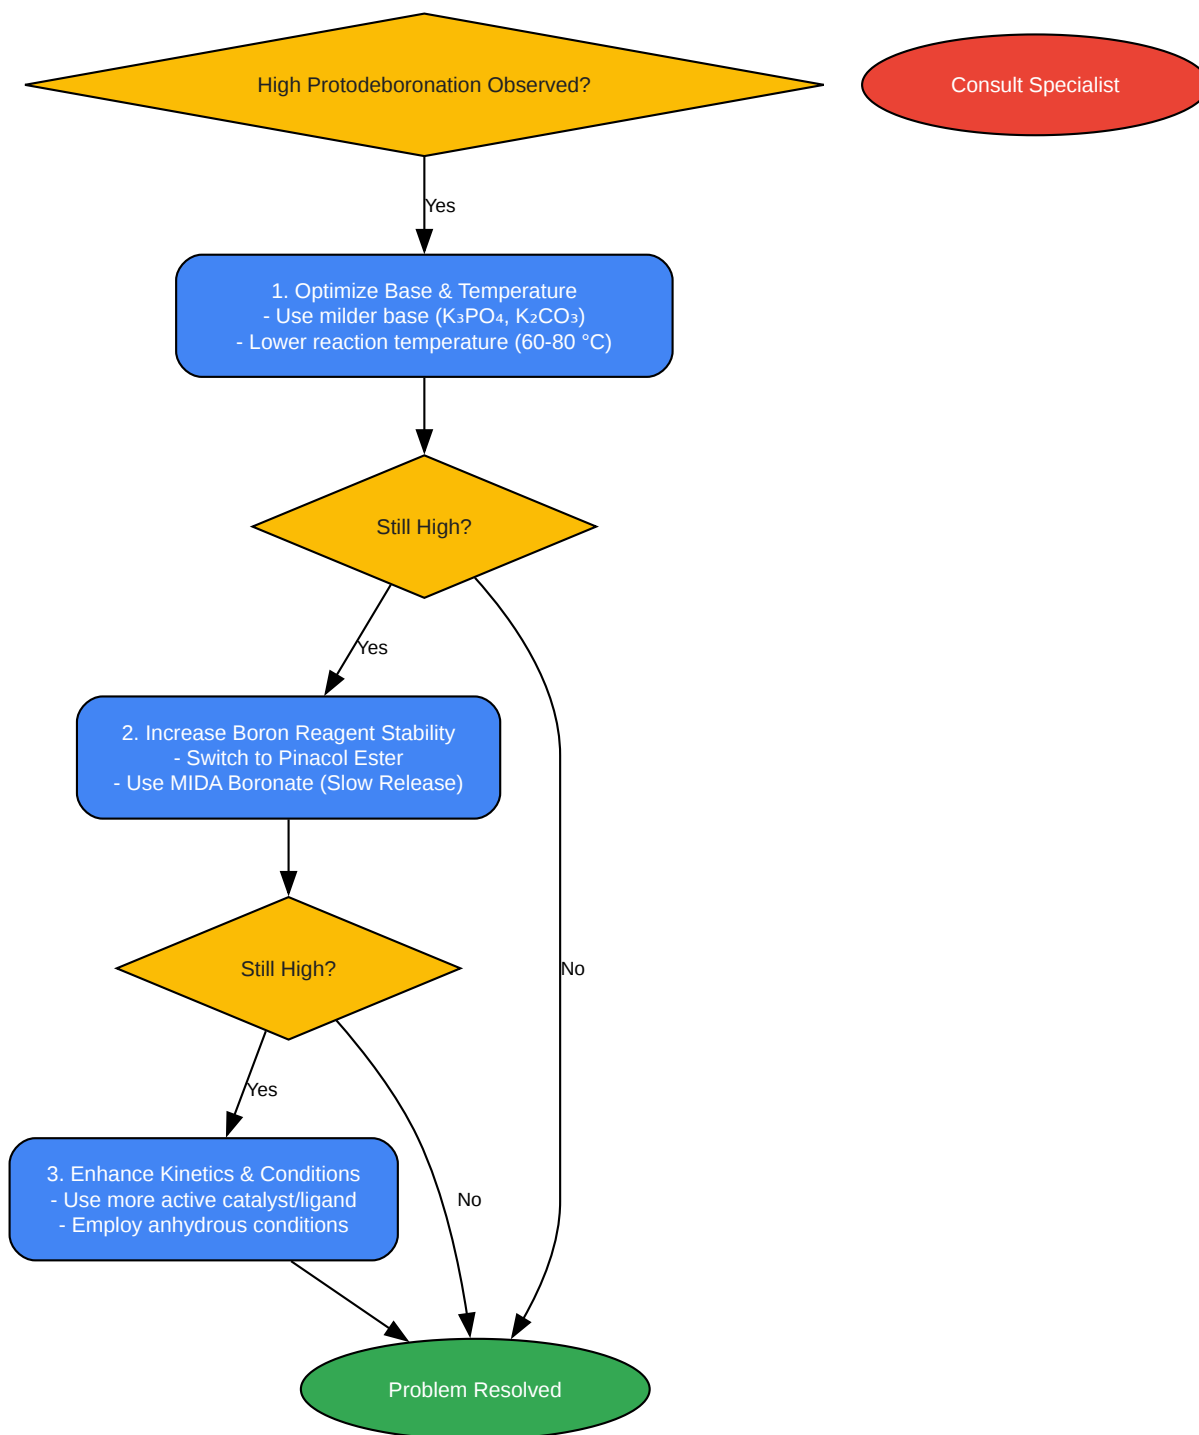 High Protodeboronation Observed?
Consult Specialist
Yes
1. Optimize Base & Temperature
- Use milder base (K₃PO₄, K₂CO₃)
- Lower reaction temperature (60-80 °C)
Still High?
Yes
2. Increase Boron Reagent Stability
- Switch to Pinacol Ester
- Use MIDA Boronate (Slow Release)
Still High?
No
Yes
3. Enhance Kinetics & Conditions
- Use more active catalyst/ligand
- Employ anhydrous conditions
No
Problem Resolved